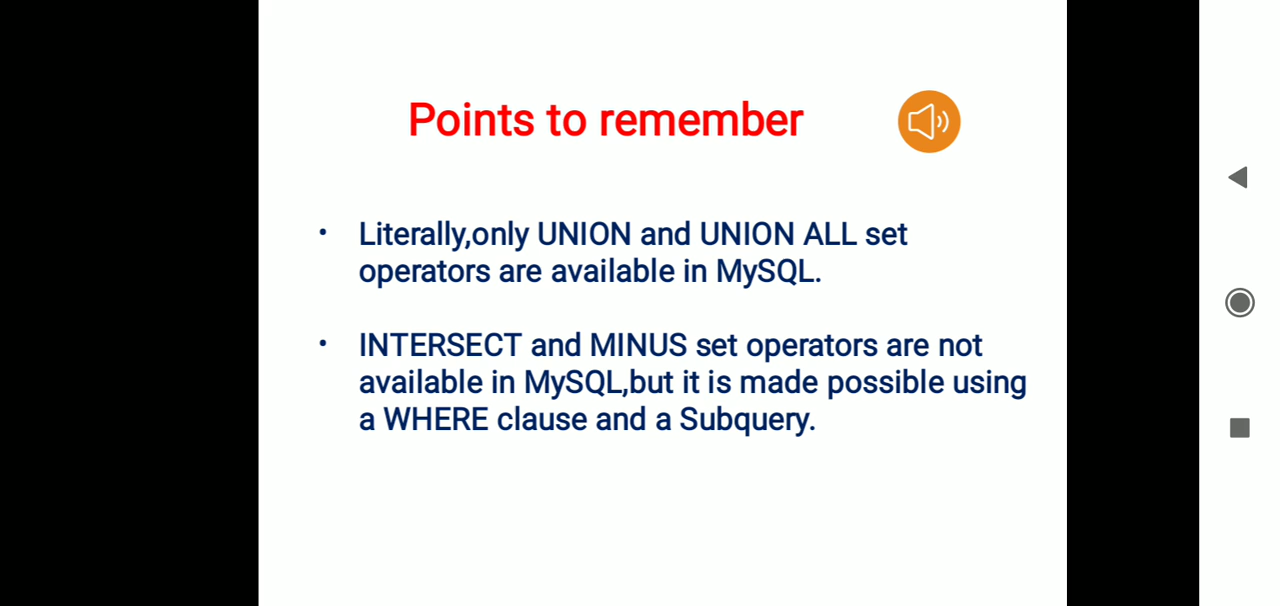 Points to remember
• Literally,only UNION and UNION ALL set
operators are available in MySQL.
• INTERSECT and MINUS set operators are not
available in MySQL,but it is made possible using
a WHERE clause and a Subquery.